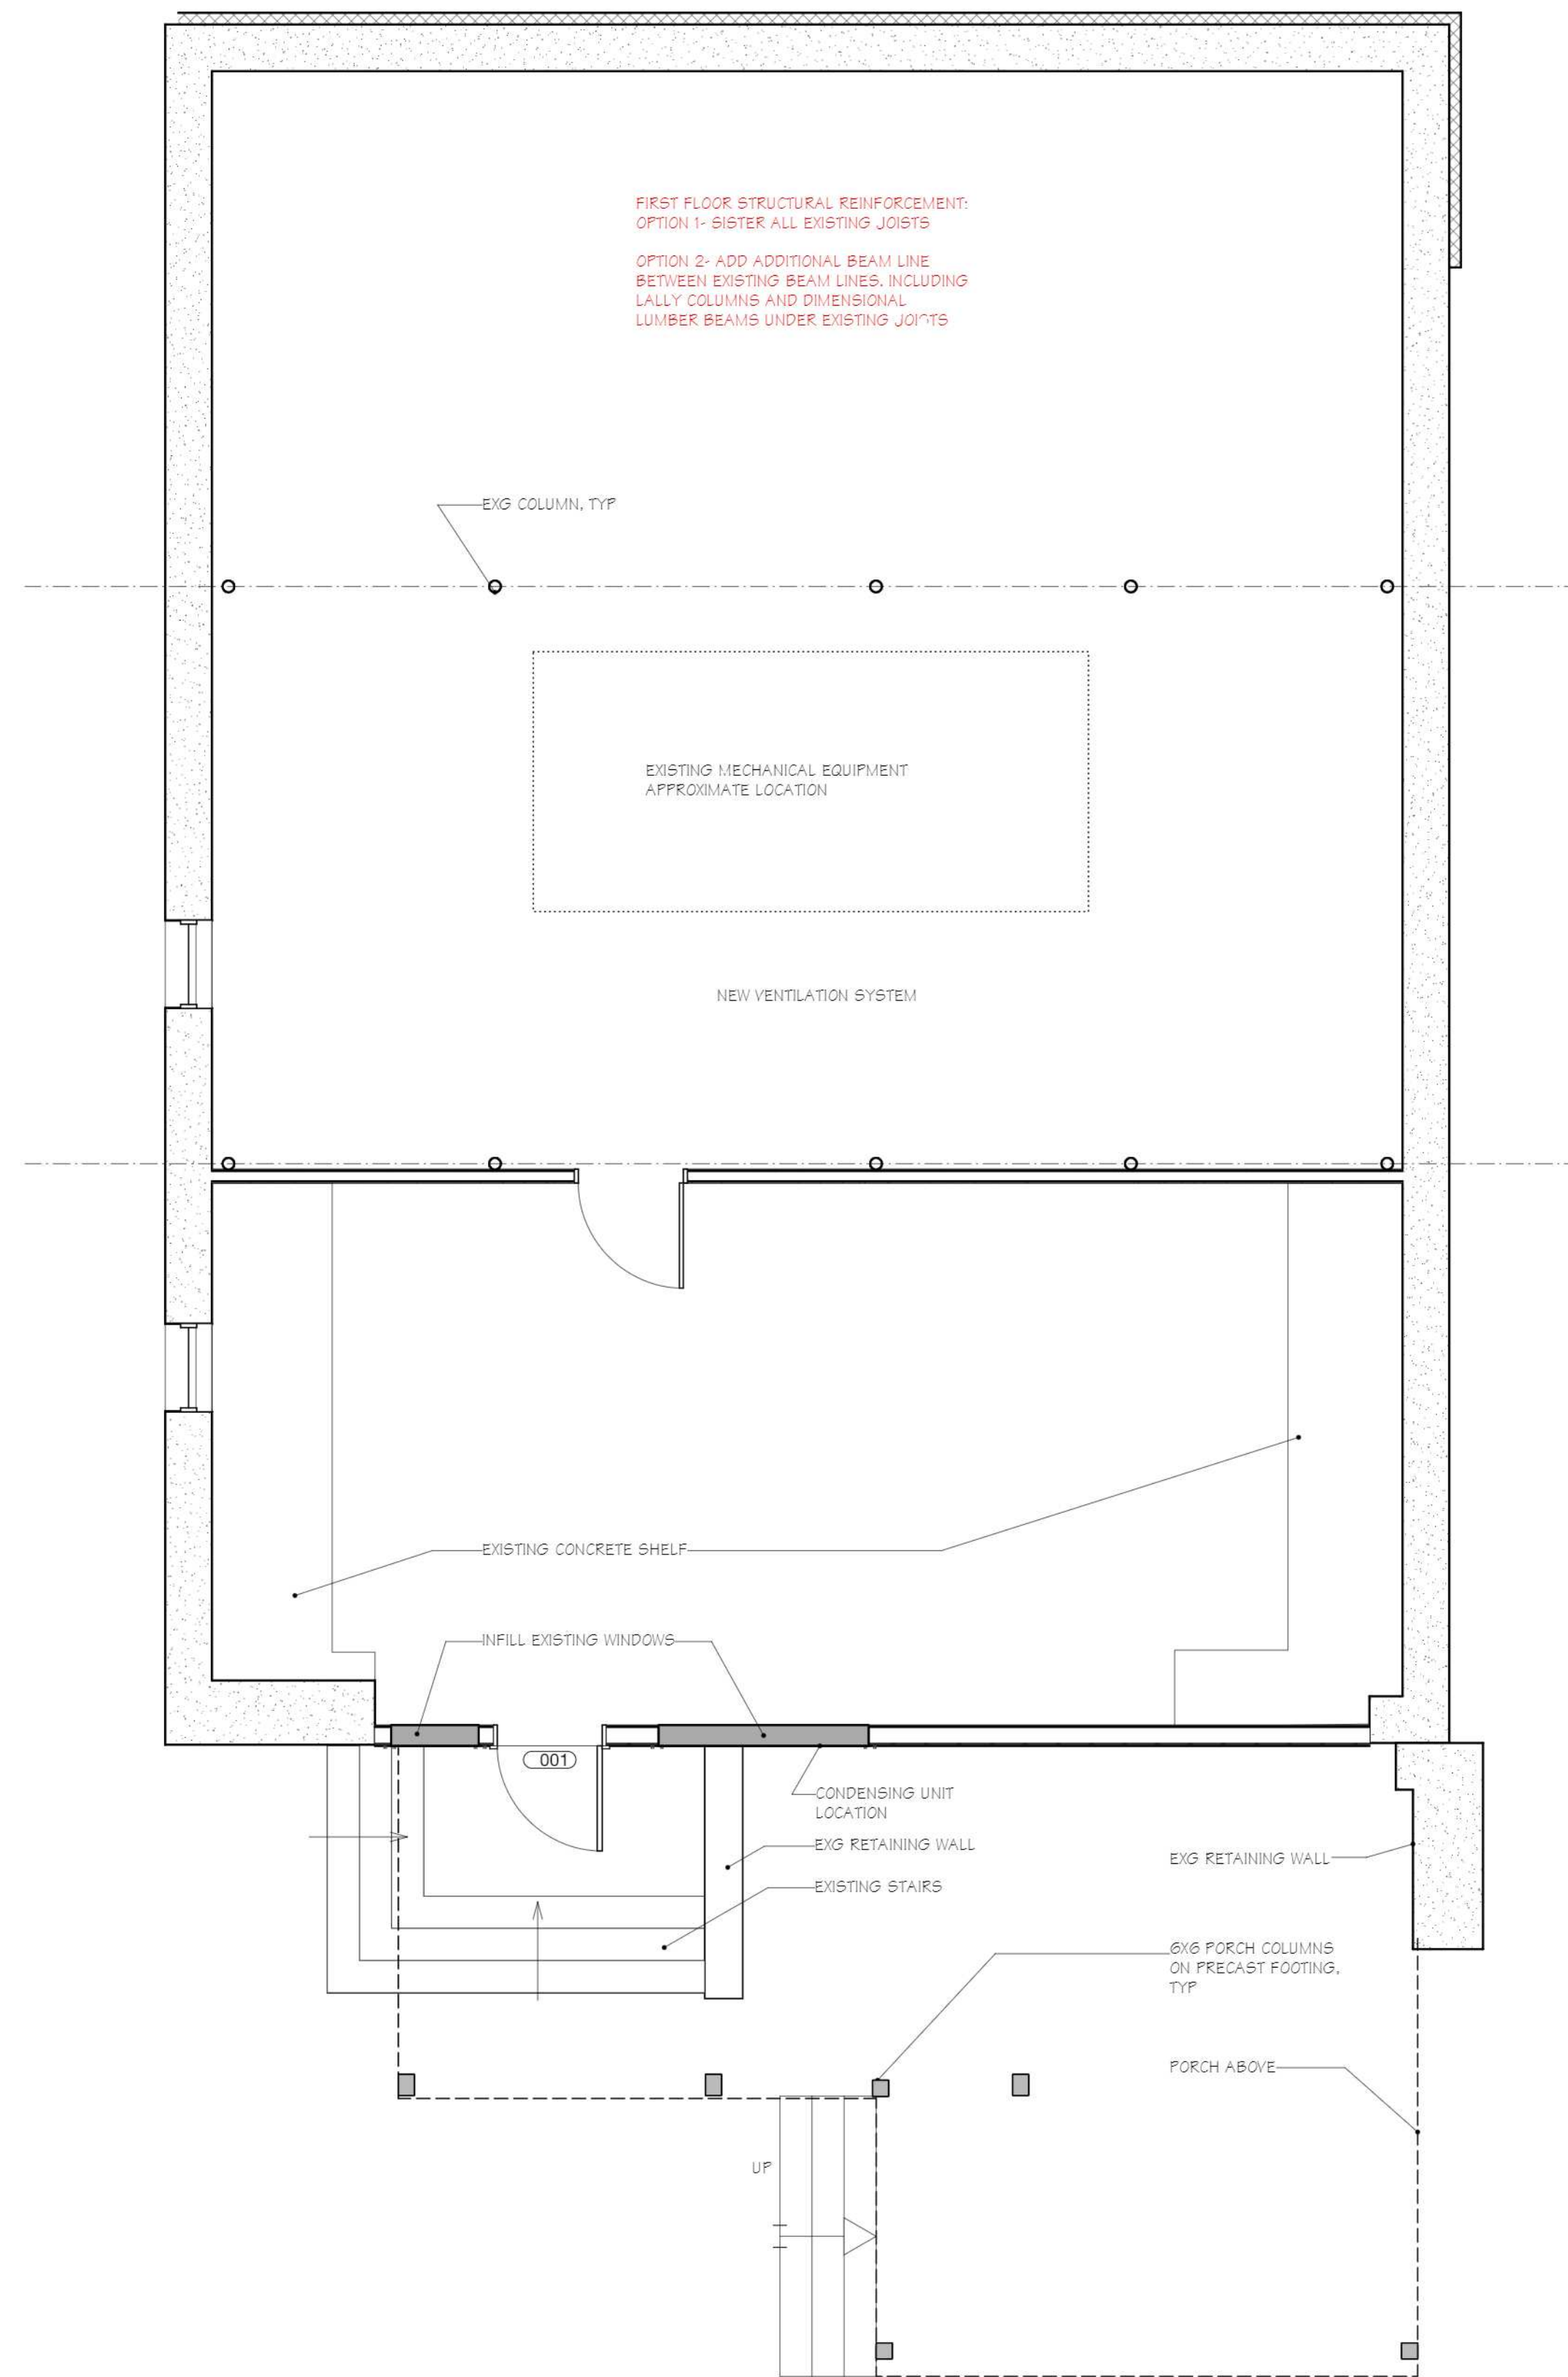 FIRST FLOOR STRUCTURAL REINFORCEMENT:
OPTION 1- SISTER ALL EXISTING JOISTS
OPTION 2- ADD ADDITIONAL BEAM LINE
BETWEEN EXISTING BEAM LINES. INCLUDING
LALLY COLUMNS AND DIMENSIONAL
LUMBER BEAMS UNDER EXISTING JOISTS
EXG COLUMN, TYP
EXISTING MECHANICAL EQUIPMENT
APPROXIMATE LOCATION
NEW VENTILATION SYSTEM
EXISTING CONCRETE SHELF
INFILL EXISTING WINDOWS
001
CONDENSING UNIT
LOCATION
EXG RETAINING WALL
EXG RETAINING WALL
EXISTING STAIRS
6X6 PORCH COLUMNS
ON PRECAST FOOTING,
TYP
PORCH ABOVE
UP